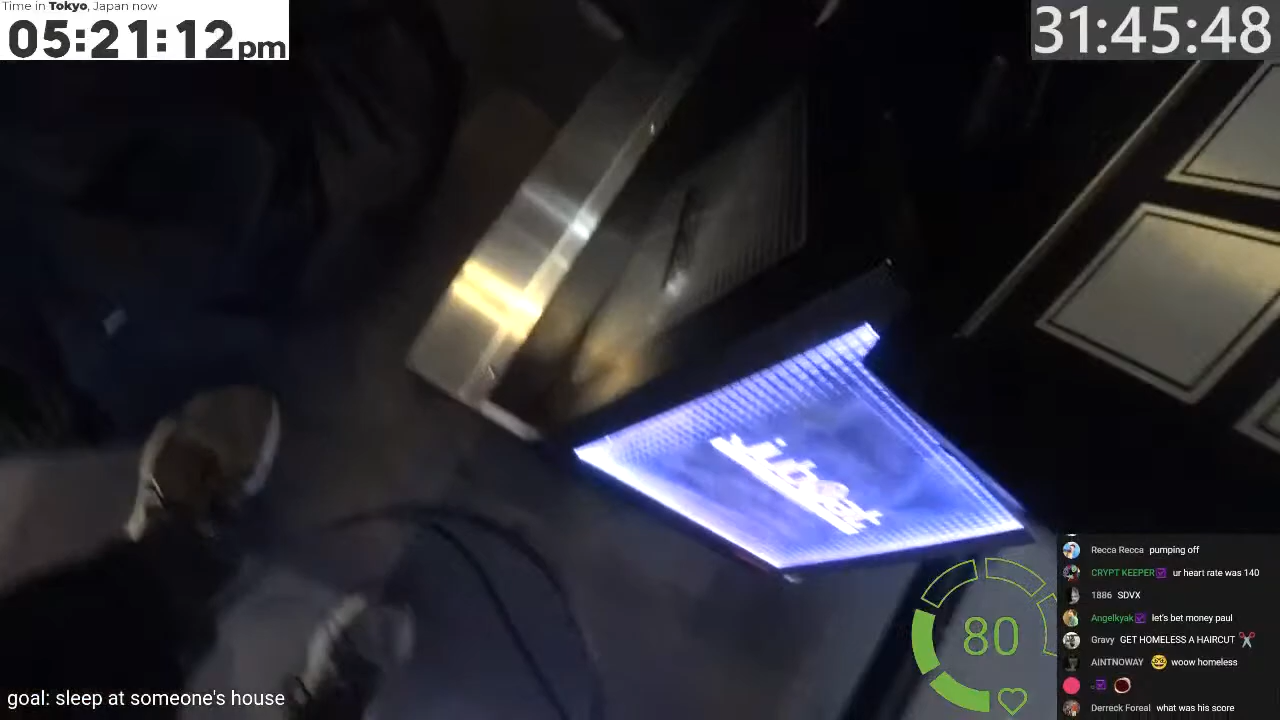 Time in Tokyo, Japan now
05:21:12pm
31:45:48
jubeat
80
Recca Recca pumping off
CRYPT KEEPER ur heart rate was 140
1886 SDVX
Angelkyak let's bet money paul
Gravy GET HOMELESS A HAIRCUT
AINTNOWAY woow homeless
Derreck Foreal what was his score
goal: sleep at someone's house